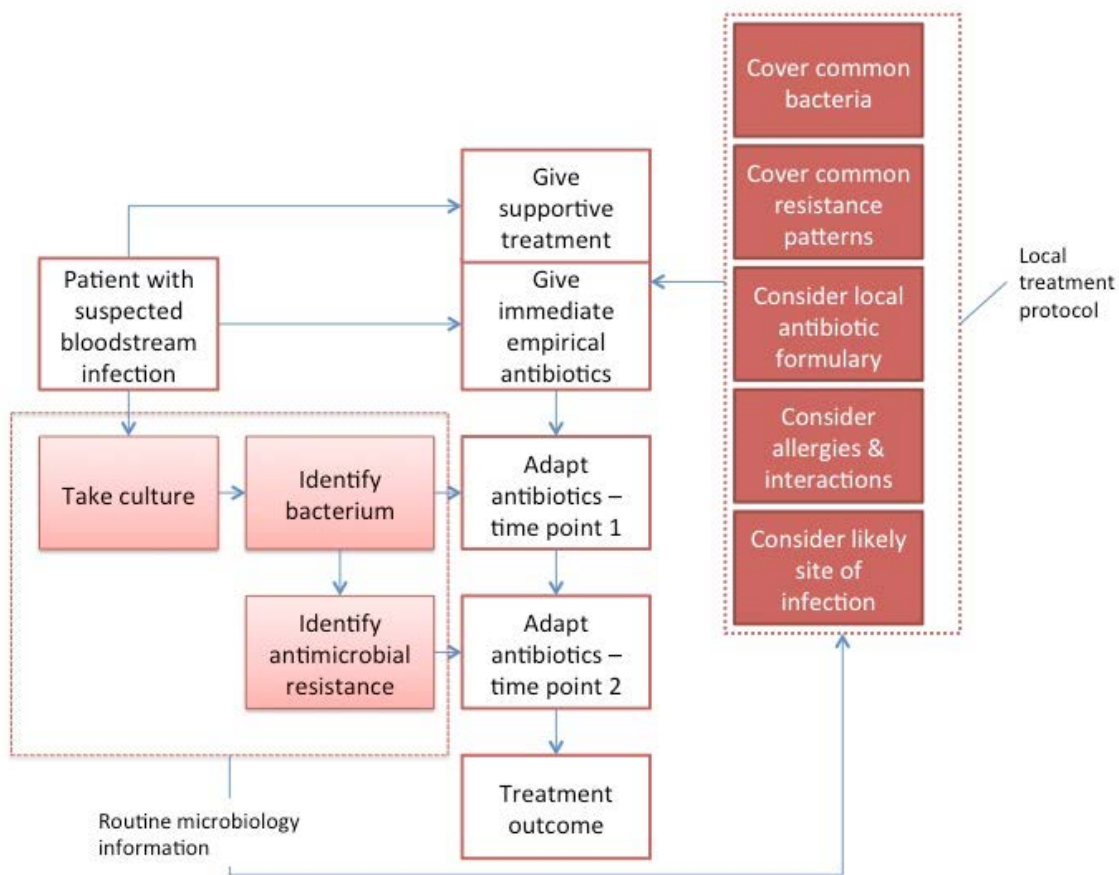 Cover common
bacteria
Cover common
resistance
patterns
Consider local
antibiotic
formulary
Consider
allergies &
interactions
Consider likely
site of
infection
Local
treatment
protocol
Give
supportive
treatment
Give
immediate
empirical
antibiotics
Patient with
suspected
bloodstream
infection
Take culture
Identify
bacterium
Adapt
antibiotics –
time point 1
Identify
antimicrobial
resistance
Adapt
antibiotics –
time point 2
Treatment
outcome
Routine microbiology
information